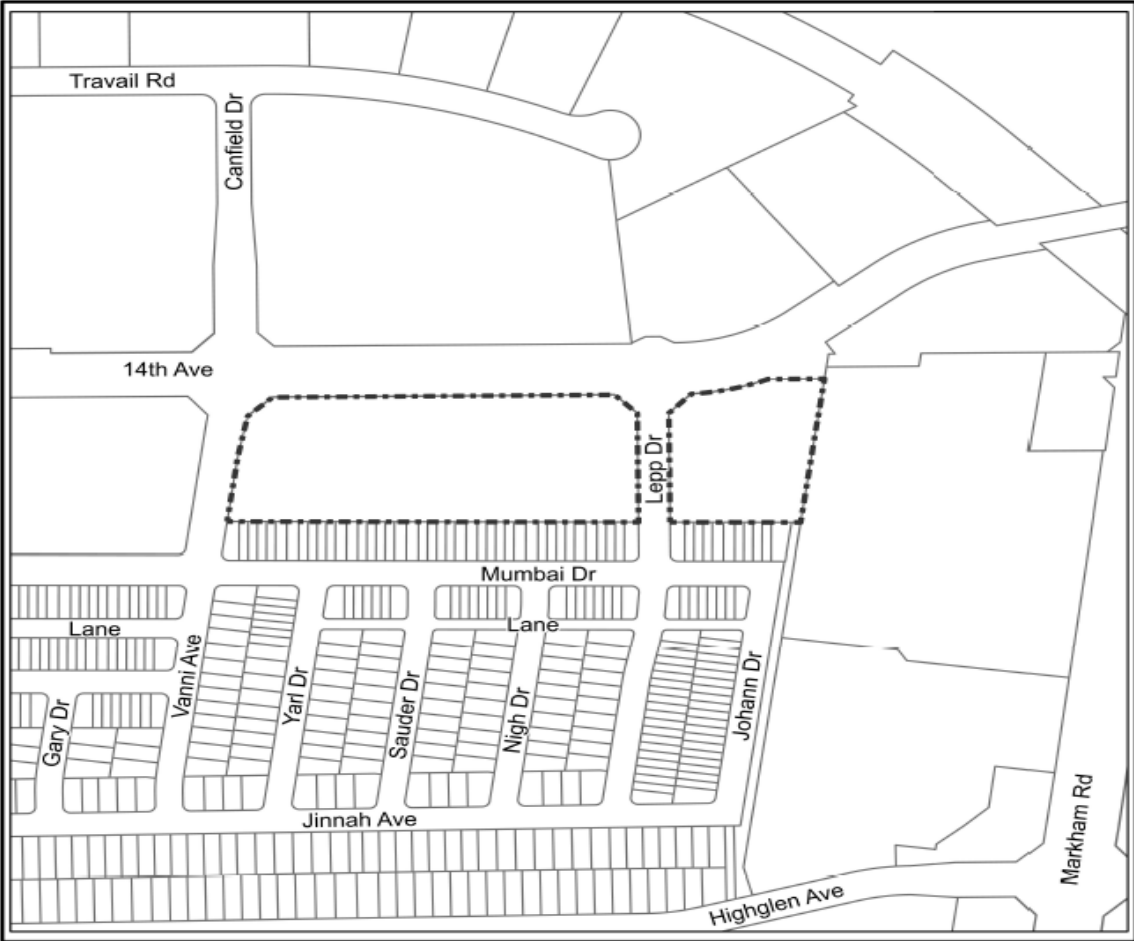 Travail Rd
Canfield Dr
14th Ave
Lepp Dr
Mumbai Dr
Lane
Lane
Vanni Ave
Yarl Dr
Sauder Dr
Nigh Dr
Johann Dr
Gary Dr
Jinnah Ave
Markham Rd
Highglen Ave